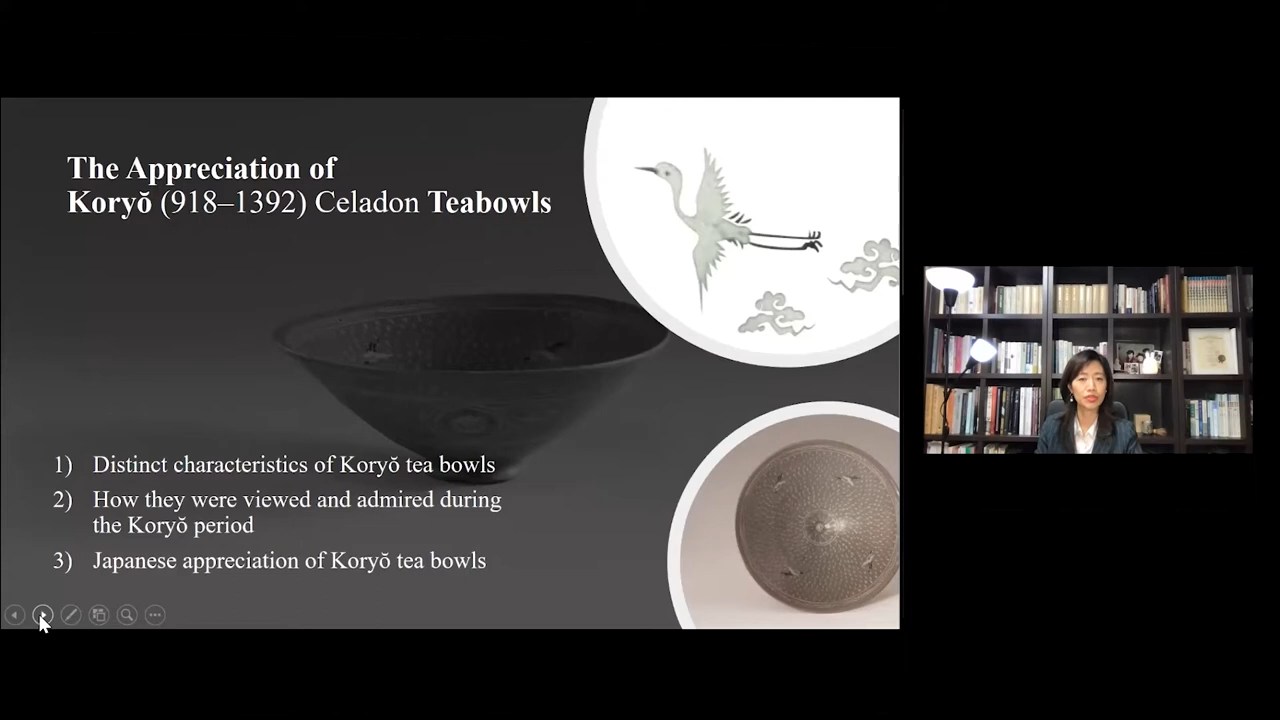 The Appreciation of
Koryŏ (918–1392) Celadon Teabowls
1) Distinct characteristics of Koryŏ tea bowls
2) How they were viewed and admired during
the Koryŏ period
3) Japanese appreciation of Koryŏ tea bowls